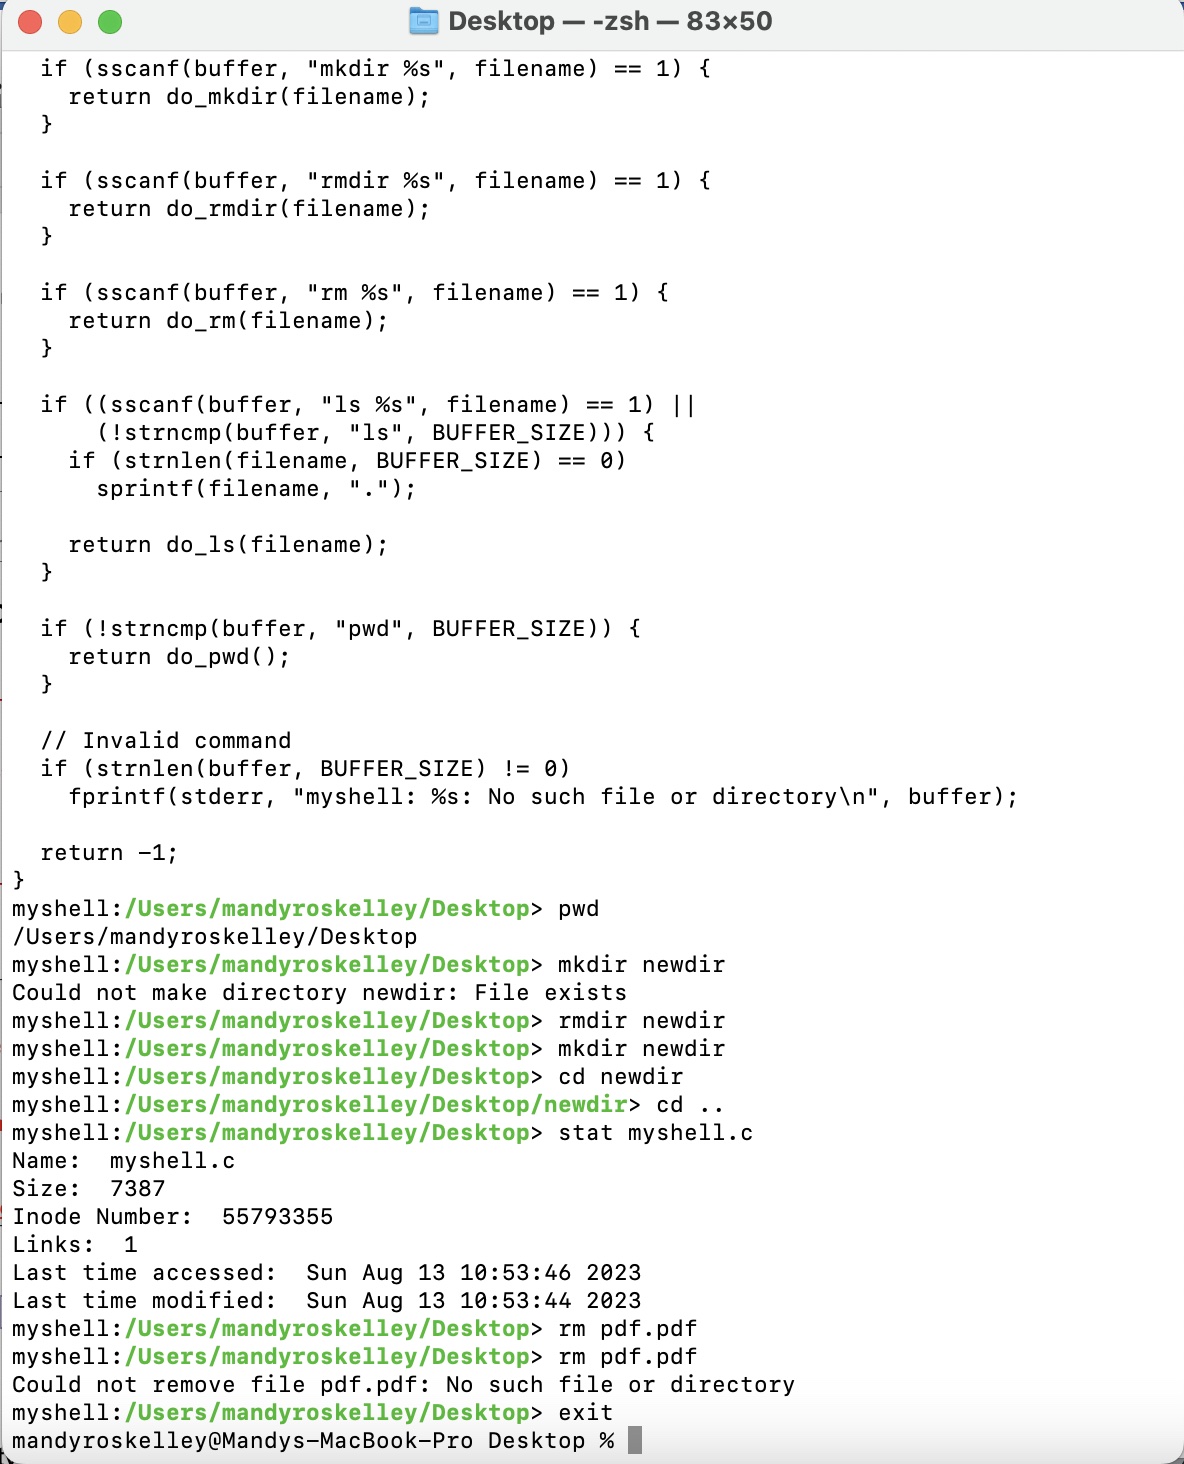 Desktop — -zsh — 83×50
  if (sscanf(buffer, "mkdir %s", filename) == 1) {
    return do_mkdir(filename);
  }
  if (sscanf(buffer, "rmdir %s", filename) == 1) {
    return do_rmdir(filename);
  }
  if (sscanf(buffer, "rm %s", filename) == 1) {
    return do_rm(filename);
  }
  if ((sscanf(buffer, "ls %s", filename) == 1) ||
      (!strncmp(buffer, "ls", BUFFER_SIZE))) {
    if (strnlen(filename, BUFFER_SIZE) == 0)
      sprintf(filename, ".");
    return do_ls(filename);
  }
  if (!strncmp(buffer, "pwd", BUFFER_SIZE)) {
    return do_pwd();
  }
  // Invalid command
  if (strnlen(buffer, BUFFER_SIZE) != 0)
    fprintf(stderr, "myshell: %s: No such file or directory\n", buffer);
  return -1;
}
myshell:/Users/mandyroskelley/Desktop> pwd
/Users/mandyroskelley/Desktop
myshell:/Users/mandyroskelley/Desktop> mkdir newdir
Could not make directory newdir: File exists
myshell:/Users/mandyroskelley/Desktop> rmdir newdir
myshell:/Users/mandyroskelley/Desktop> mkdir newdir
myshell:/Users/mandyroskelley/Desktop> cd newdir
myshell:/Users/mandyroskelley/Desktop/newdir> cd ..
myshell:/Users/mandyroskelley/Desktop> stat myshell.c
Name:  myshell.c
Size:  7387
Inode Number:  55793355
Links:  1
Last time accessed:  Sun Aug 13 10:53:46 2023
Last time modified:  Sun Aug 13 10:53:44 2023
myshell:/Users/mandyroskelley/Desktop> rm pdf.pdf
myshell:/Users/mandyroskelley/Desktop> rm pdf.pdf
Could not remove file pdf.pdf: No such file or directory
myshell:/Users/mandyroskelley/Desktop> exit
mandyroskelley@Mandys-MacBook-Pro Desktop %